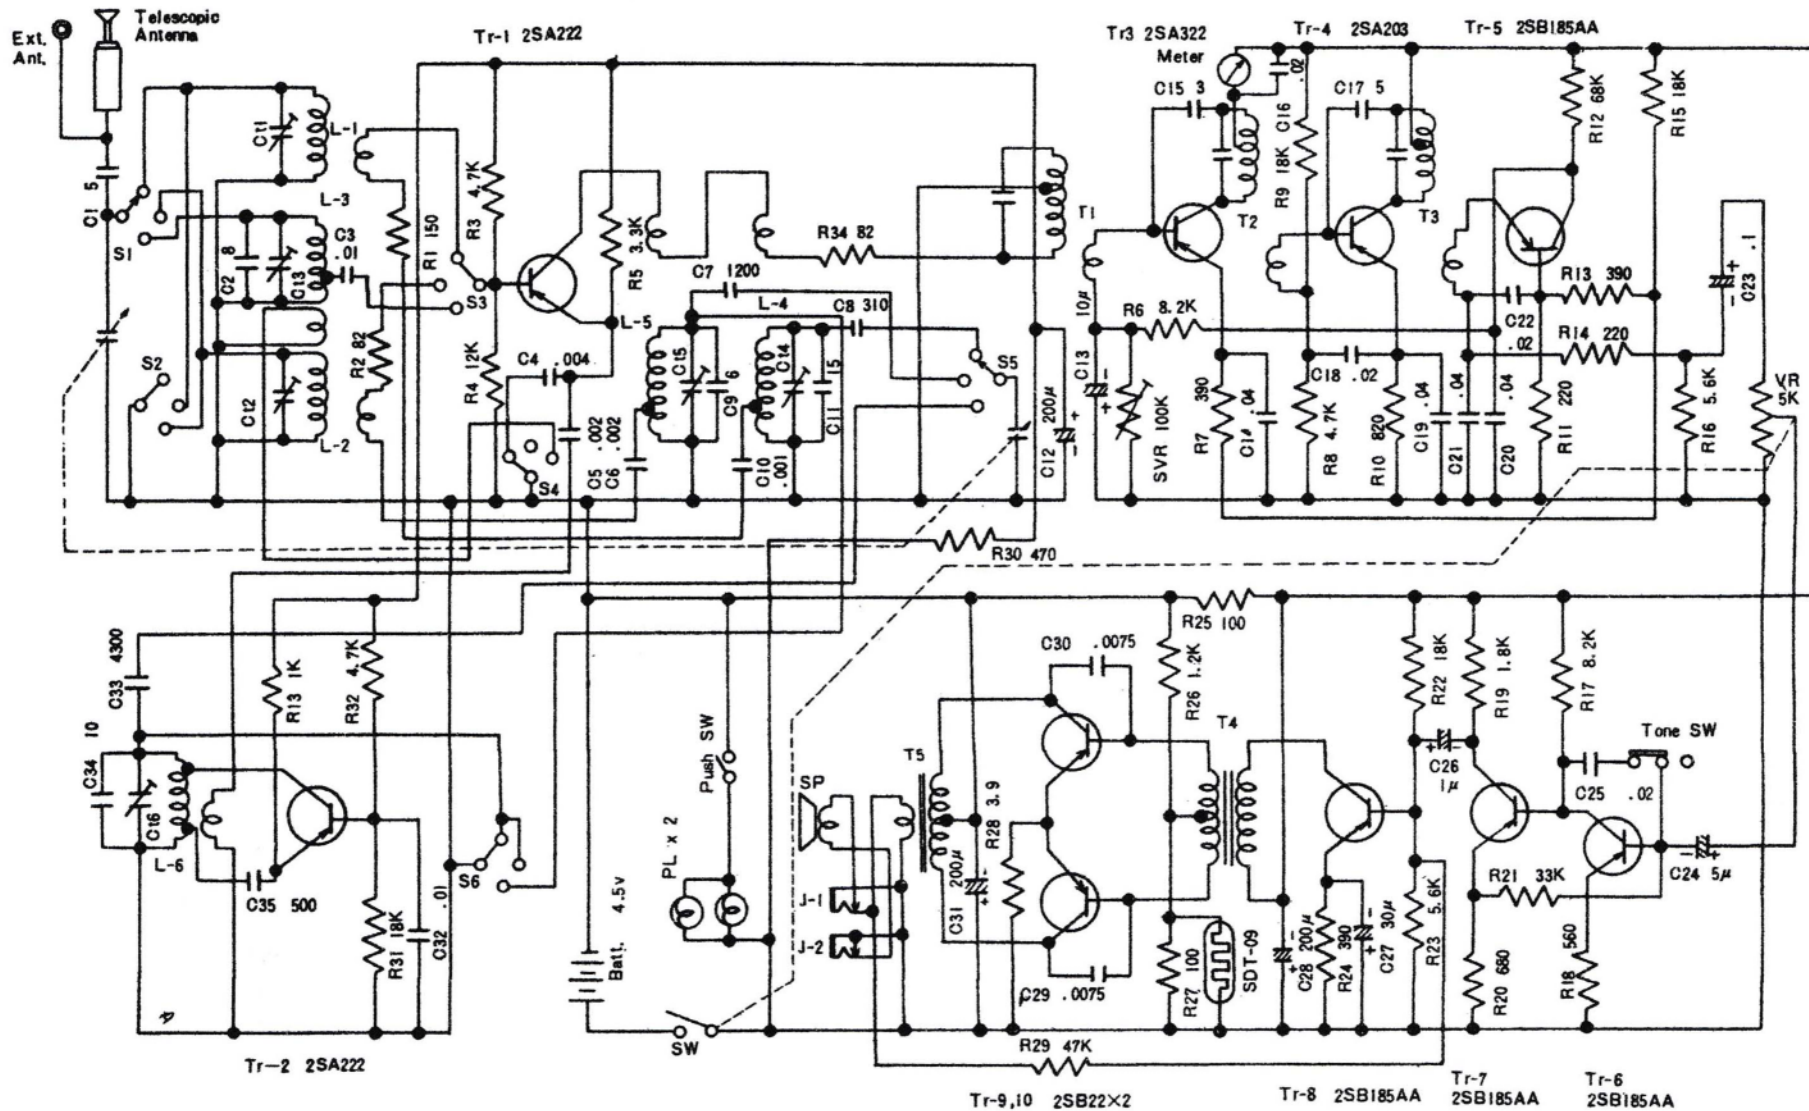 Telescopic
Antenna
Ext.
Ant.
Tr-1 2SA222
Tr3 2SA322
Meter
Tr-4 2SA203
Tr-5 2SB185AA
C1 5
S1
S2
Ct1
L-1
L-3
C2 8
Ct3
C3
.01
Ct2
L-2
R1 150
R2 82
S3
R3 4.7K
R4 12K
R5 3.3K
L-5
C4 .004
S4
C5 .002
C6 .002
C7 1200
L-4
C8 310
Ct5
C9 6
Ct4
C11 15
C10 .001
R34 82
S5
C12 200μ
T1
R30 470
C15 3
.02
C16
T2
R9 18K
C17 5
T3
R12 68K
R15 18K
10μ
C13
R6 8.2K
SVR 100K
R7 390
C14 .04
R8 4.7K
C18 .02
R10 820
C19 .04
C21 .04
C20 .04
C22
.02
R13 390
R14 220
R11 220
R16 5.6K
C23 .1
VR
5K
C33 4300
C34 10
Ct6
L-6
R13 1K
R32 4.7K
C35 500
R31 18K
C32 .01
S6
Tr-2 2SA222
Batt. 4.5v
Push SW
PL x 2
SW
SP
J-1
J-2
T5
C31 200μ
R28 3.9
C30 .0075
C29 .0075
R29 47K
R25 100
R26 1.2K
R27 100
SDT-09
T4
C28 200μ
R24 390
C27 30μ
R22 18K
R23 5.6K
C26
1μ
R19 1.8K
R17 8.2K
C25 .02
Tone SW
R21 33K
C24 5μ
R20 680
R18 560
Tr-9,10 2SB22×2
Tr-8 2SB185AA
Tr-7
2SB185AA
Tr-6
2SB185AA